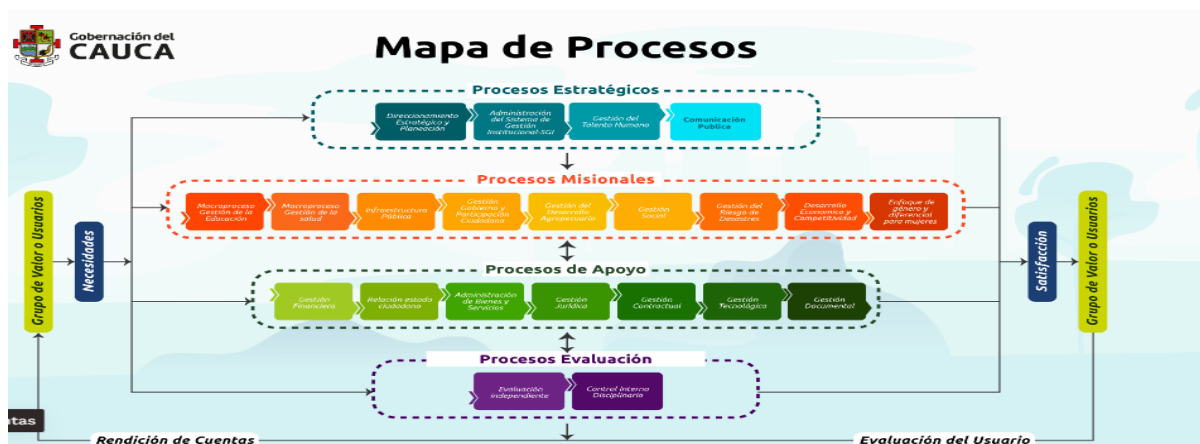 Gobernación del
CAUCA
Mapa de Procesos
Procesos Estratégicos
Direccionamiento
Estratégico y
Planeación
Administración
del Sistema de
Gestión
Institucional-SGI
Gestión del
Talento Humano
Comunicación
Publica
Procesos Misionales
Macroproceso
Gestión de la
Educación
Macroproceso
Gestión de la
salud
Infraestructura
Pública
Gestión
Gobierno y
Participación
Ciudadana
Gestión del
Desarrollo
Agropecuario
Gestión
Social
Gestión del
Riesgo de
Desastres
Desarrollo
Economico y
Competitividad
Enfoque de
género y
diferencial
para mujeres
Grupo de Valor o Usuarios
Necesidades
Satisfacción
Grupo de Valor o Usuarios
Procesos de Apoyo
Gestión
Financiera
Relación estado
ciudadano
Administración
de Bienes y
Servicios
Gestión
Jurídica
Gestión
Contractual
Gestión
Tecnológica
Gestión
Documental
Procesos Evaluación
Evaluación
independiente
Control Interno
Disciplinario
ntas
Rendición de Cuentas
Evaluación del Usuario